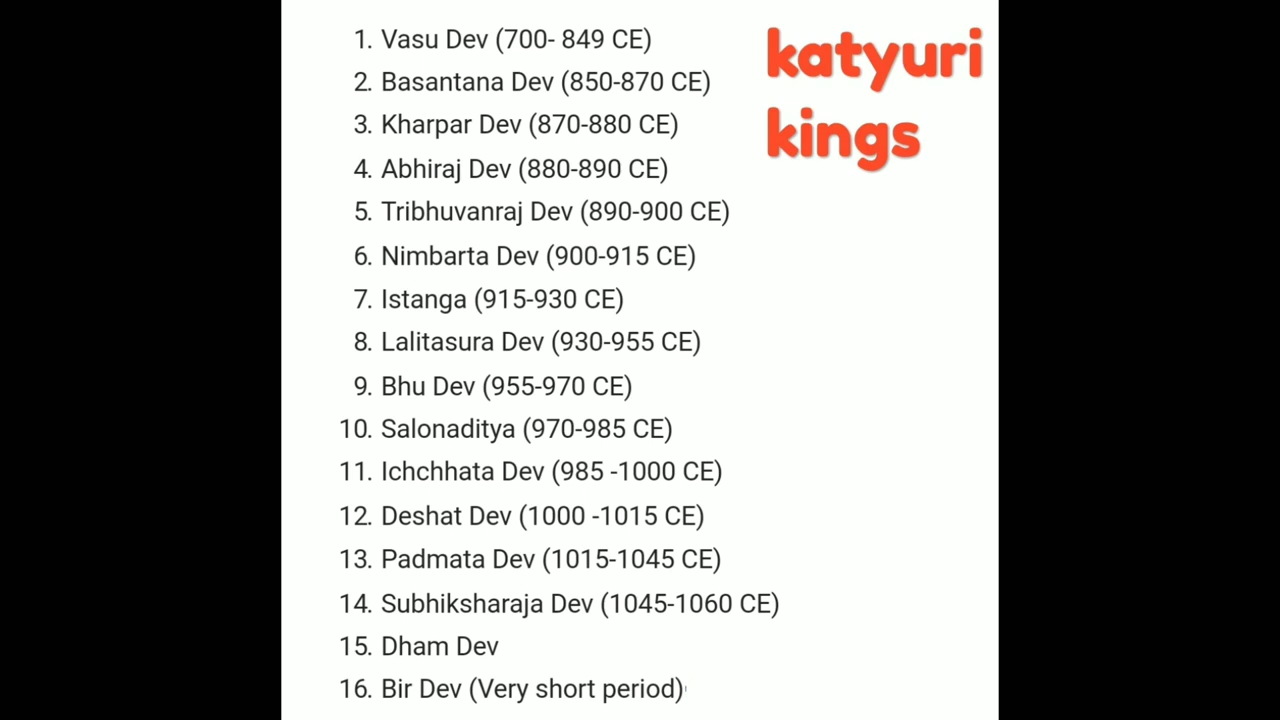 katyuri
kings
1. Vasu Dev (700- 849 CE)
2. Basantana Dev (850-870 CE)
3. Kharpar Dev (870-880 CE)
4. Abhiraj Dev (880-890 CE)
5. Tribhuvanraj Dev (890-900 CE)
6. Nimbarta Dev (900-915 CE)
7. Istanga (915-930 CE)
8. Lalitasura Dev (930-955 CE)
9. Bhu Dev (955-970 CE)
10. Salonaditya (970-985 CE)
11. Ichchhata Dev (985 -1000 CE)
12. Deshat Dev (1000 -1015 CE)
13. Padmata Dev (1015-1045 CE)
14. Subhiksharaja Dev (1045-1060 CE)
15. Dham Dev
16. Bir Dev (Very short period)